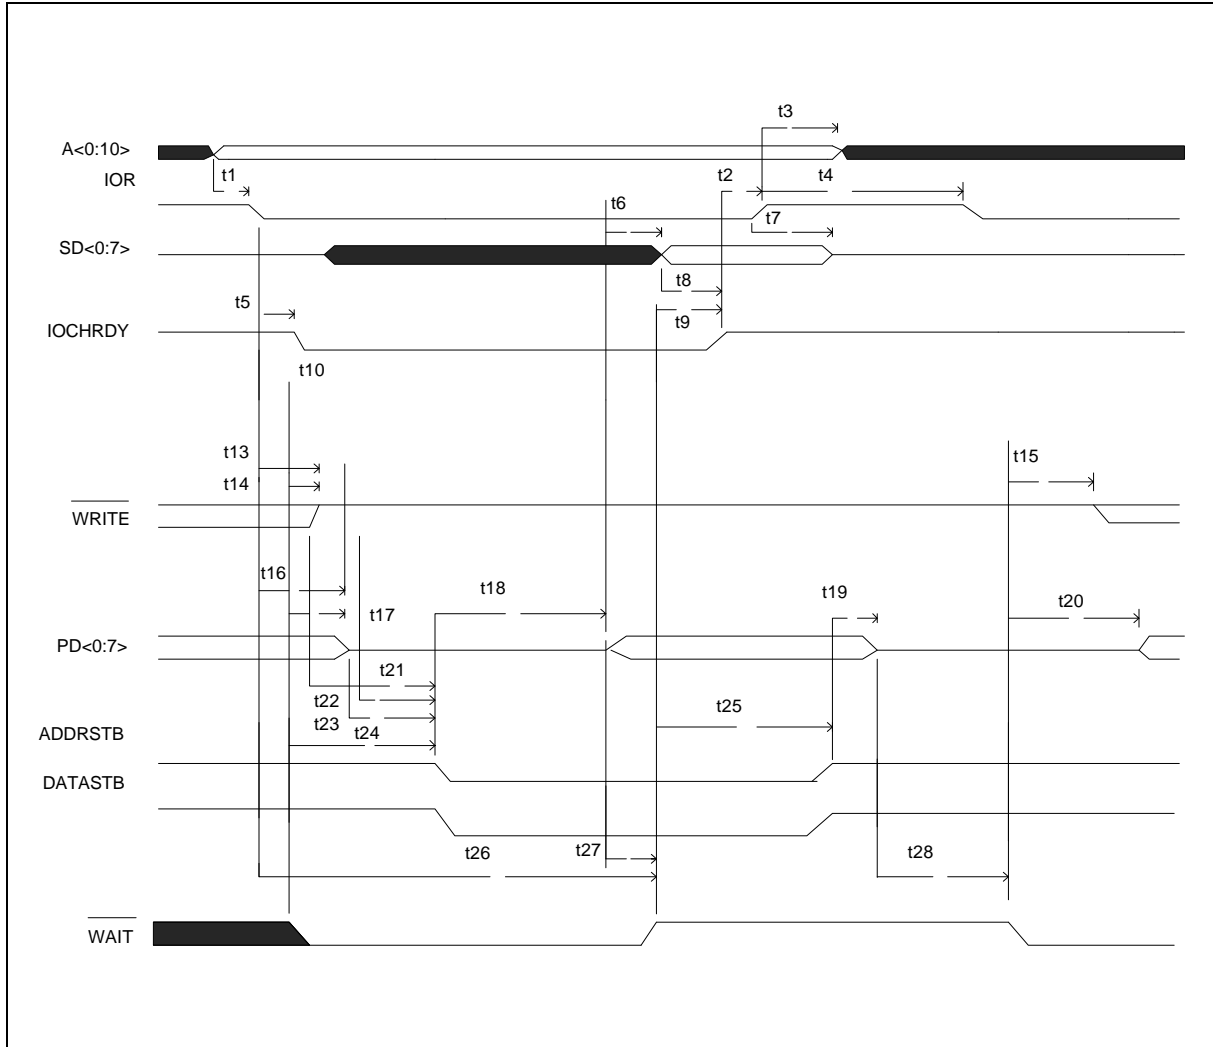 t3
A<0:10>
IOR
t1
t2
t4
t6
t7
SD<0:7>
t8
t5
t9
IOCHRDY
t10
t13
t15
t14
WRITE
t16
t18
t19
t17
t20
PD<0:7>
t21
t22
t25
t23
t24
ADDRSTB
DATASTB
t26
t27
t28
WAIT